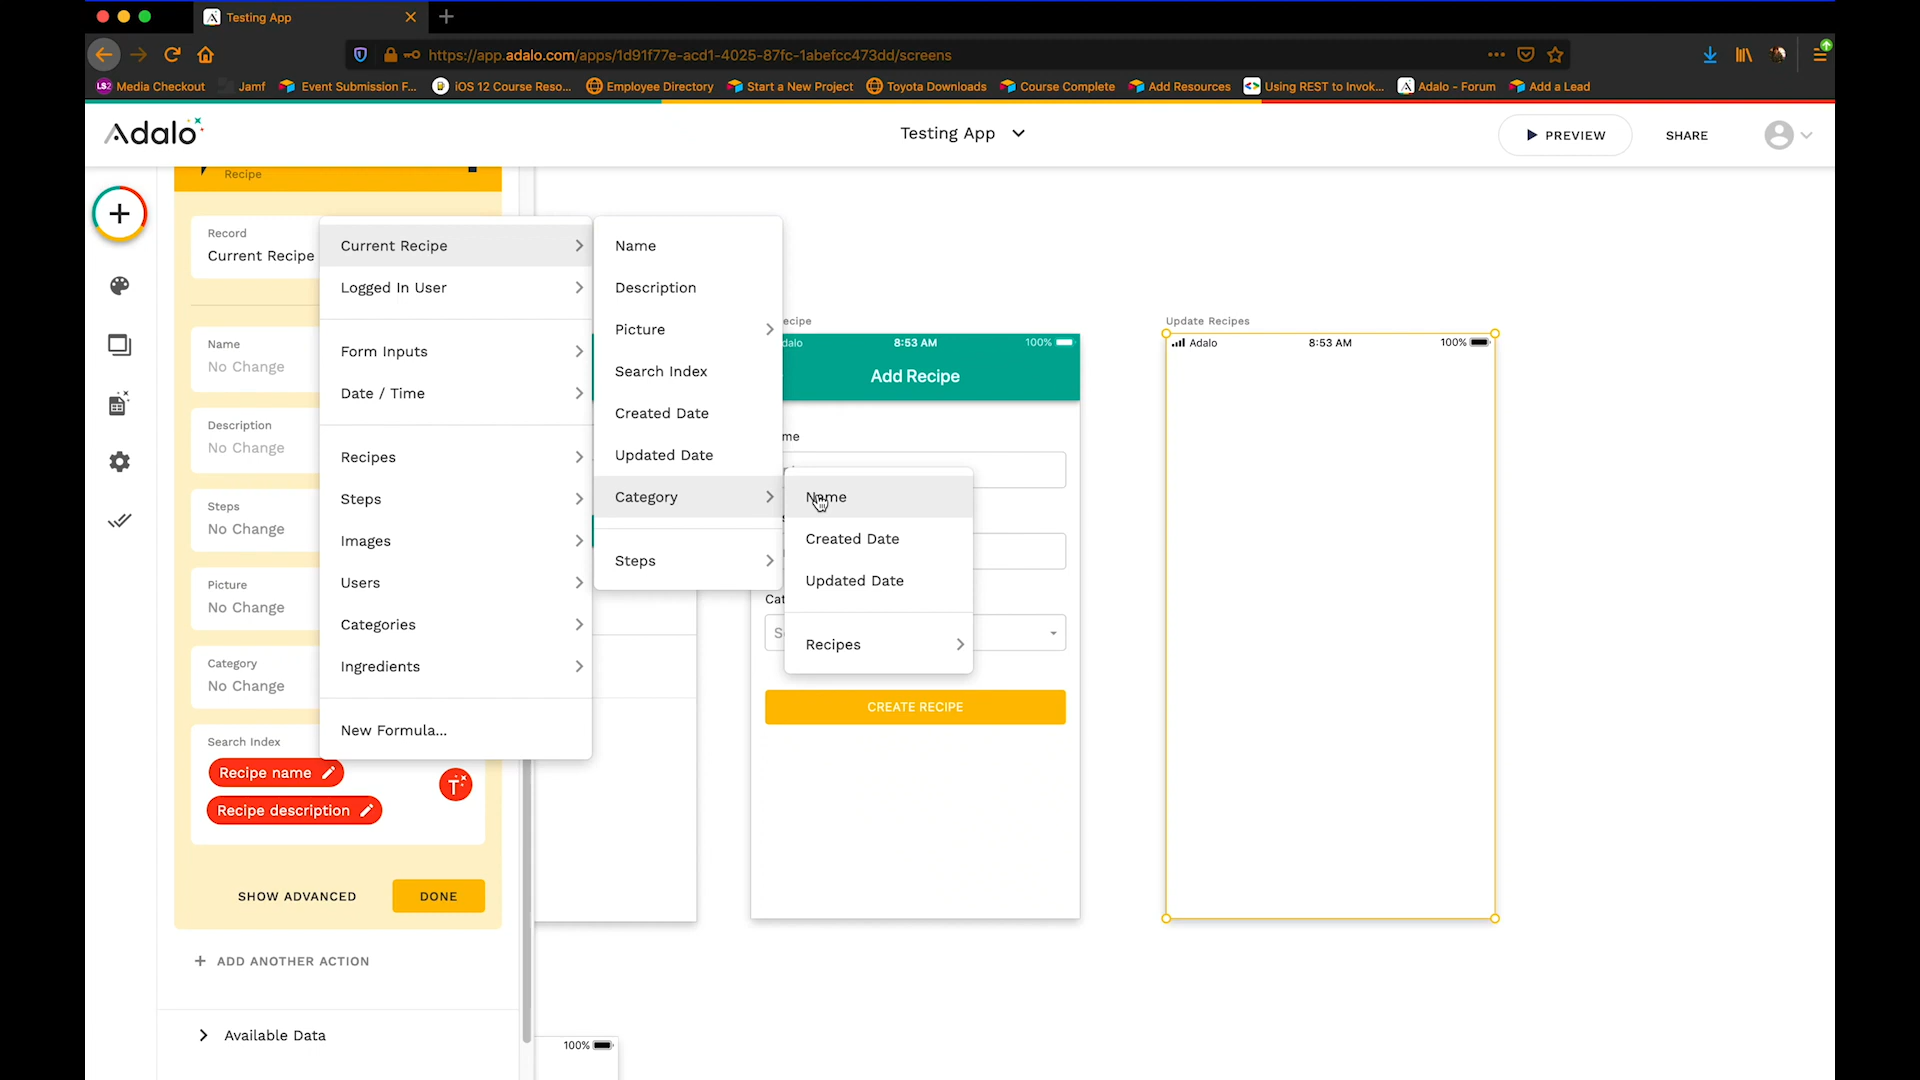 Testing App
https://app.adalo.com/apps/1d91f77e-acd1-4025-87fc-1abefcc473dd/screens
Media Checkout
Jamf
Event Submission F...
iOS 12 Course Reso...
Employee Directory
Start a New Project
Toyota Downloads
Course Complete
Add Resources
Using REST to Invok...
Adalo - Forum
Add a Lead
Adalo
Testing App
PREVIEW
SHARE
Recipe
Record
Current Recipe
Name
No Change
Description
No Change
Steps
No Change
Picture
No Change
Category
No Change
Search Index
Recipe name
Recipe description
SHOW ADVANCED
DONE
ADD ANOTHER ACTION
Available Data
Current Recipe
Logged In User
Form Inputs
Date / Time
Recipes
Steps
Images
Users
Categories
Ingredients
New Formula...
Name
Description
Picture
Search Index
Created Date
Updated Date
Category
Steps
Name
Created Date
Updated Date
Recipes
ecipe
dalo
8:53 AM
100%
Add Recipe
me
Cat
CREATE RECIPE
Update Recipes
Adalo
8:53 AM
100%
100%